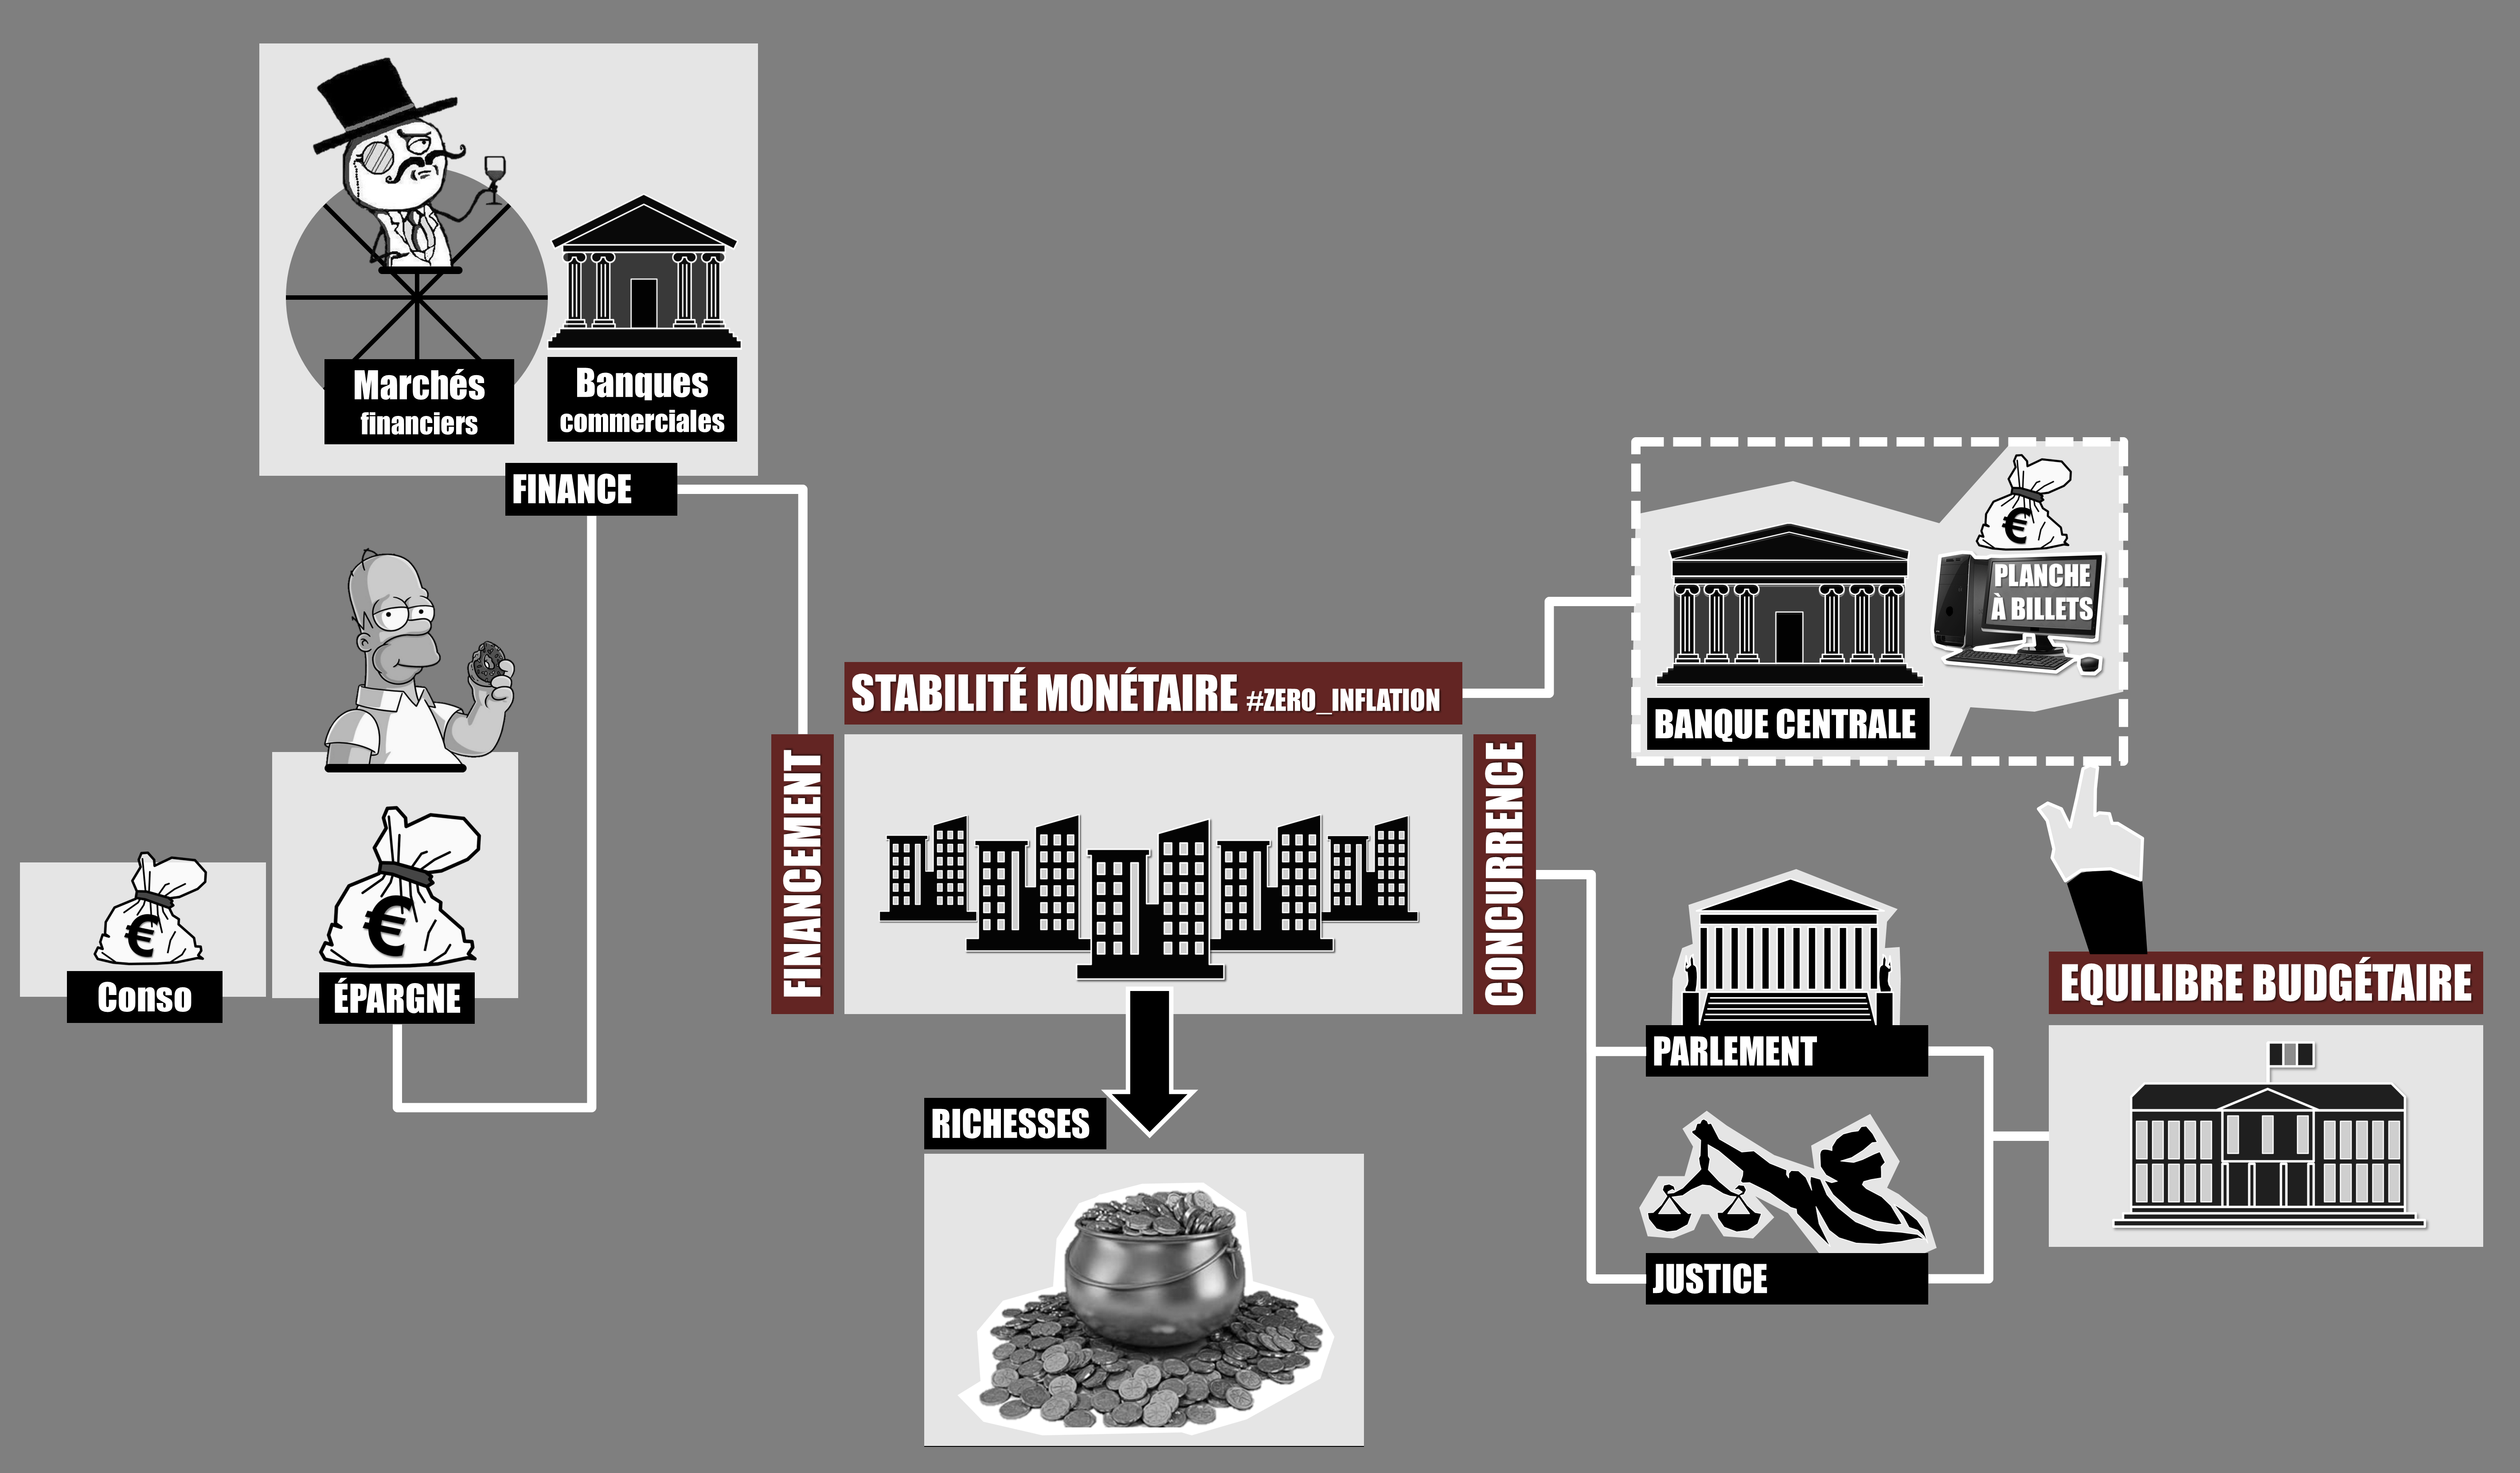 Marchés
financiers
Banques
commerciales
FINANCE
€
PLANCHE
À BILLETS
BANQUE CENTRALE
STABILITÉ MONÉTAIRE #ZERO_INFLATION
FINANCEMENT
CONCURRENCE
€
Conso
€
ÉPARGNE
RICHESSES
PARLEMENT
JUSTICE
EQUILIBRE BUDGÉTAIRE